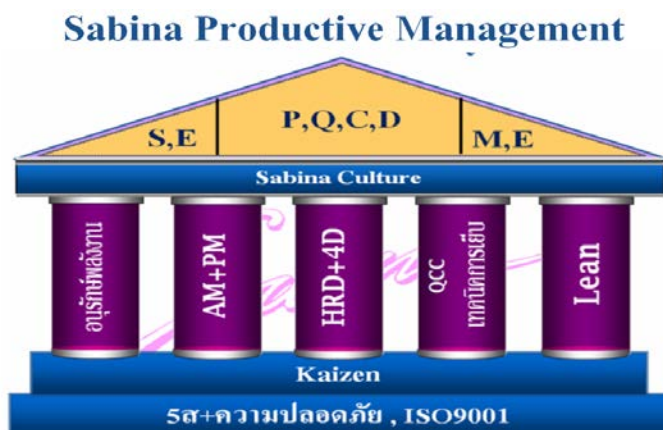 Sabina Productive Management
P,Q,C,D
S,E
M,E
Sabina Culture
อนุรักษ์พลังงาน
AM+PM
HRD+4D
QCC
เทคนิคการเย็บ
Lean
Kaizen
5ส+ความปลอดภัย , ISO9001